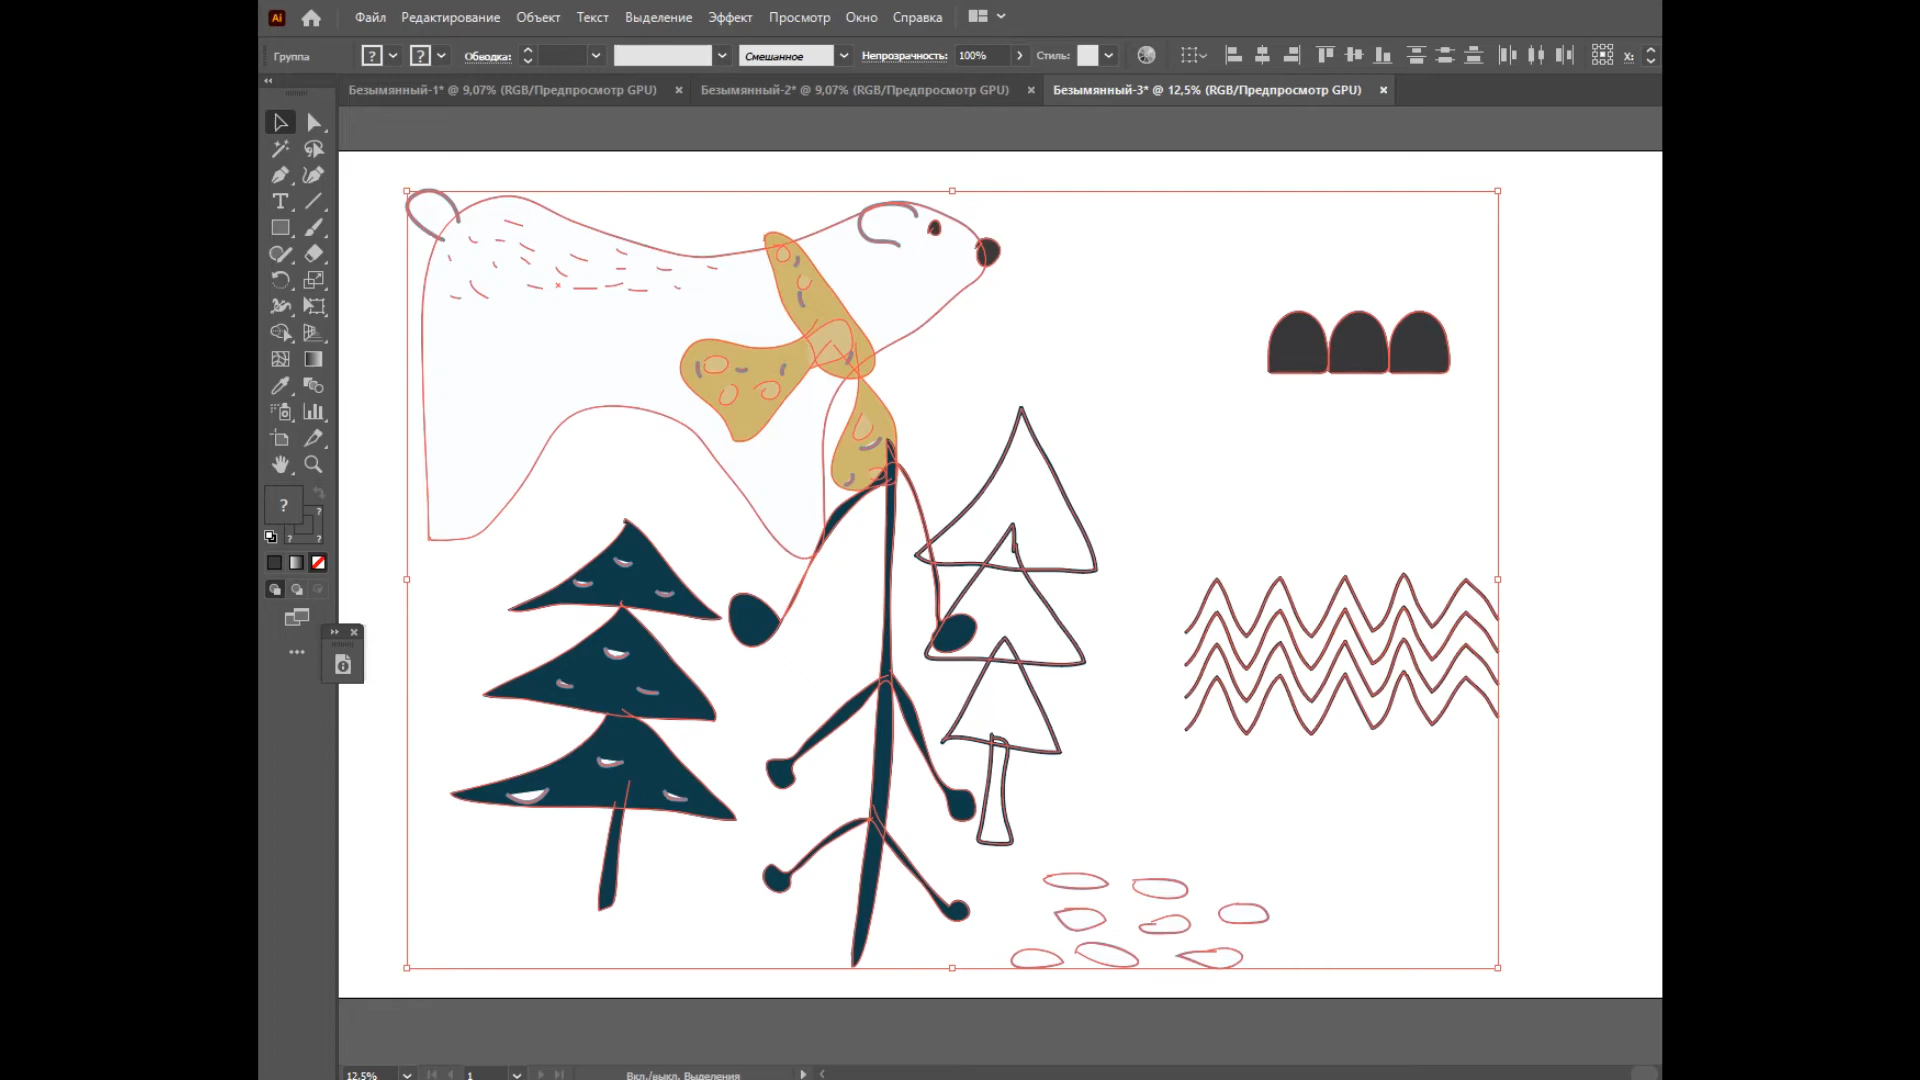 Ai Файл Редактирование Объект Текст Выделение Эффект Просмотр Окно Справка
Группа ? ? Обводка: Смешанное Непрозрачность: 100% Стиль: X:
Безымянный-1* @ 9,07% (RGB/Предпросмотр GPU) Безымянный-2* @ 9,07% (RGB/Предпросмотр GPU) Безымянный-3* @ 12,5% (RGB/Предпросмотр GPU)
?
?
? ?
12,5% 1 Вкл./выкл. Выделения